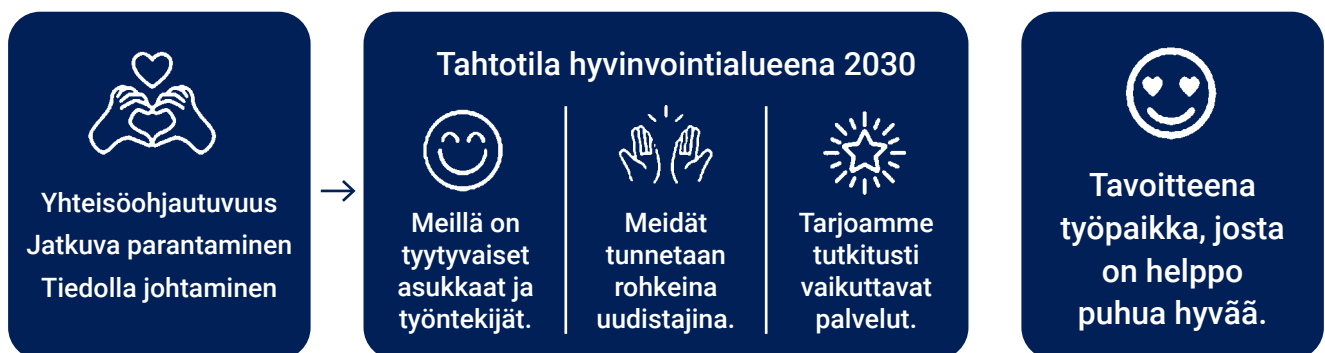 Yhteisöohjautuvuus
Jatkuva parantaminen
Tiedolla johtaminen
Tahtotila hyvinvointialueena 2030
Meillä on
tyytyvaiset
asukkaat ja
työntekijät.
Meidät
tunnetaan
rohkeina
uudistajina.
Tarjoamme
tutkitusti
vaikuttavat
palvelut.
Tavoitteena
työpaikka, josta
on helppo
puhua hyvää.